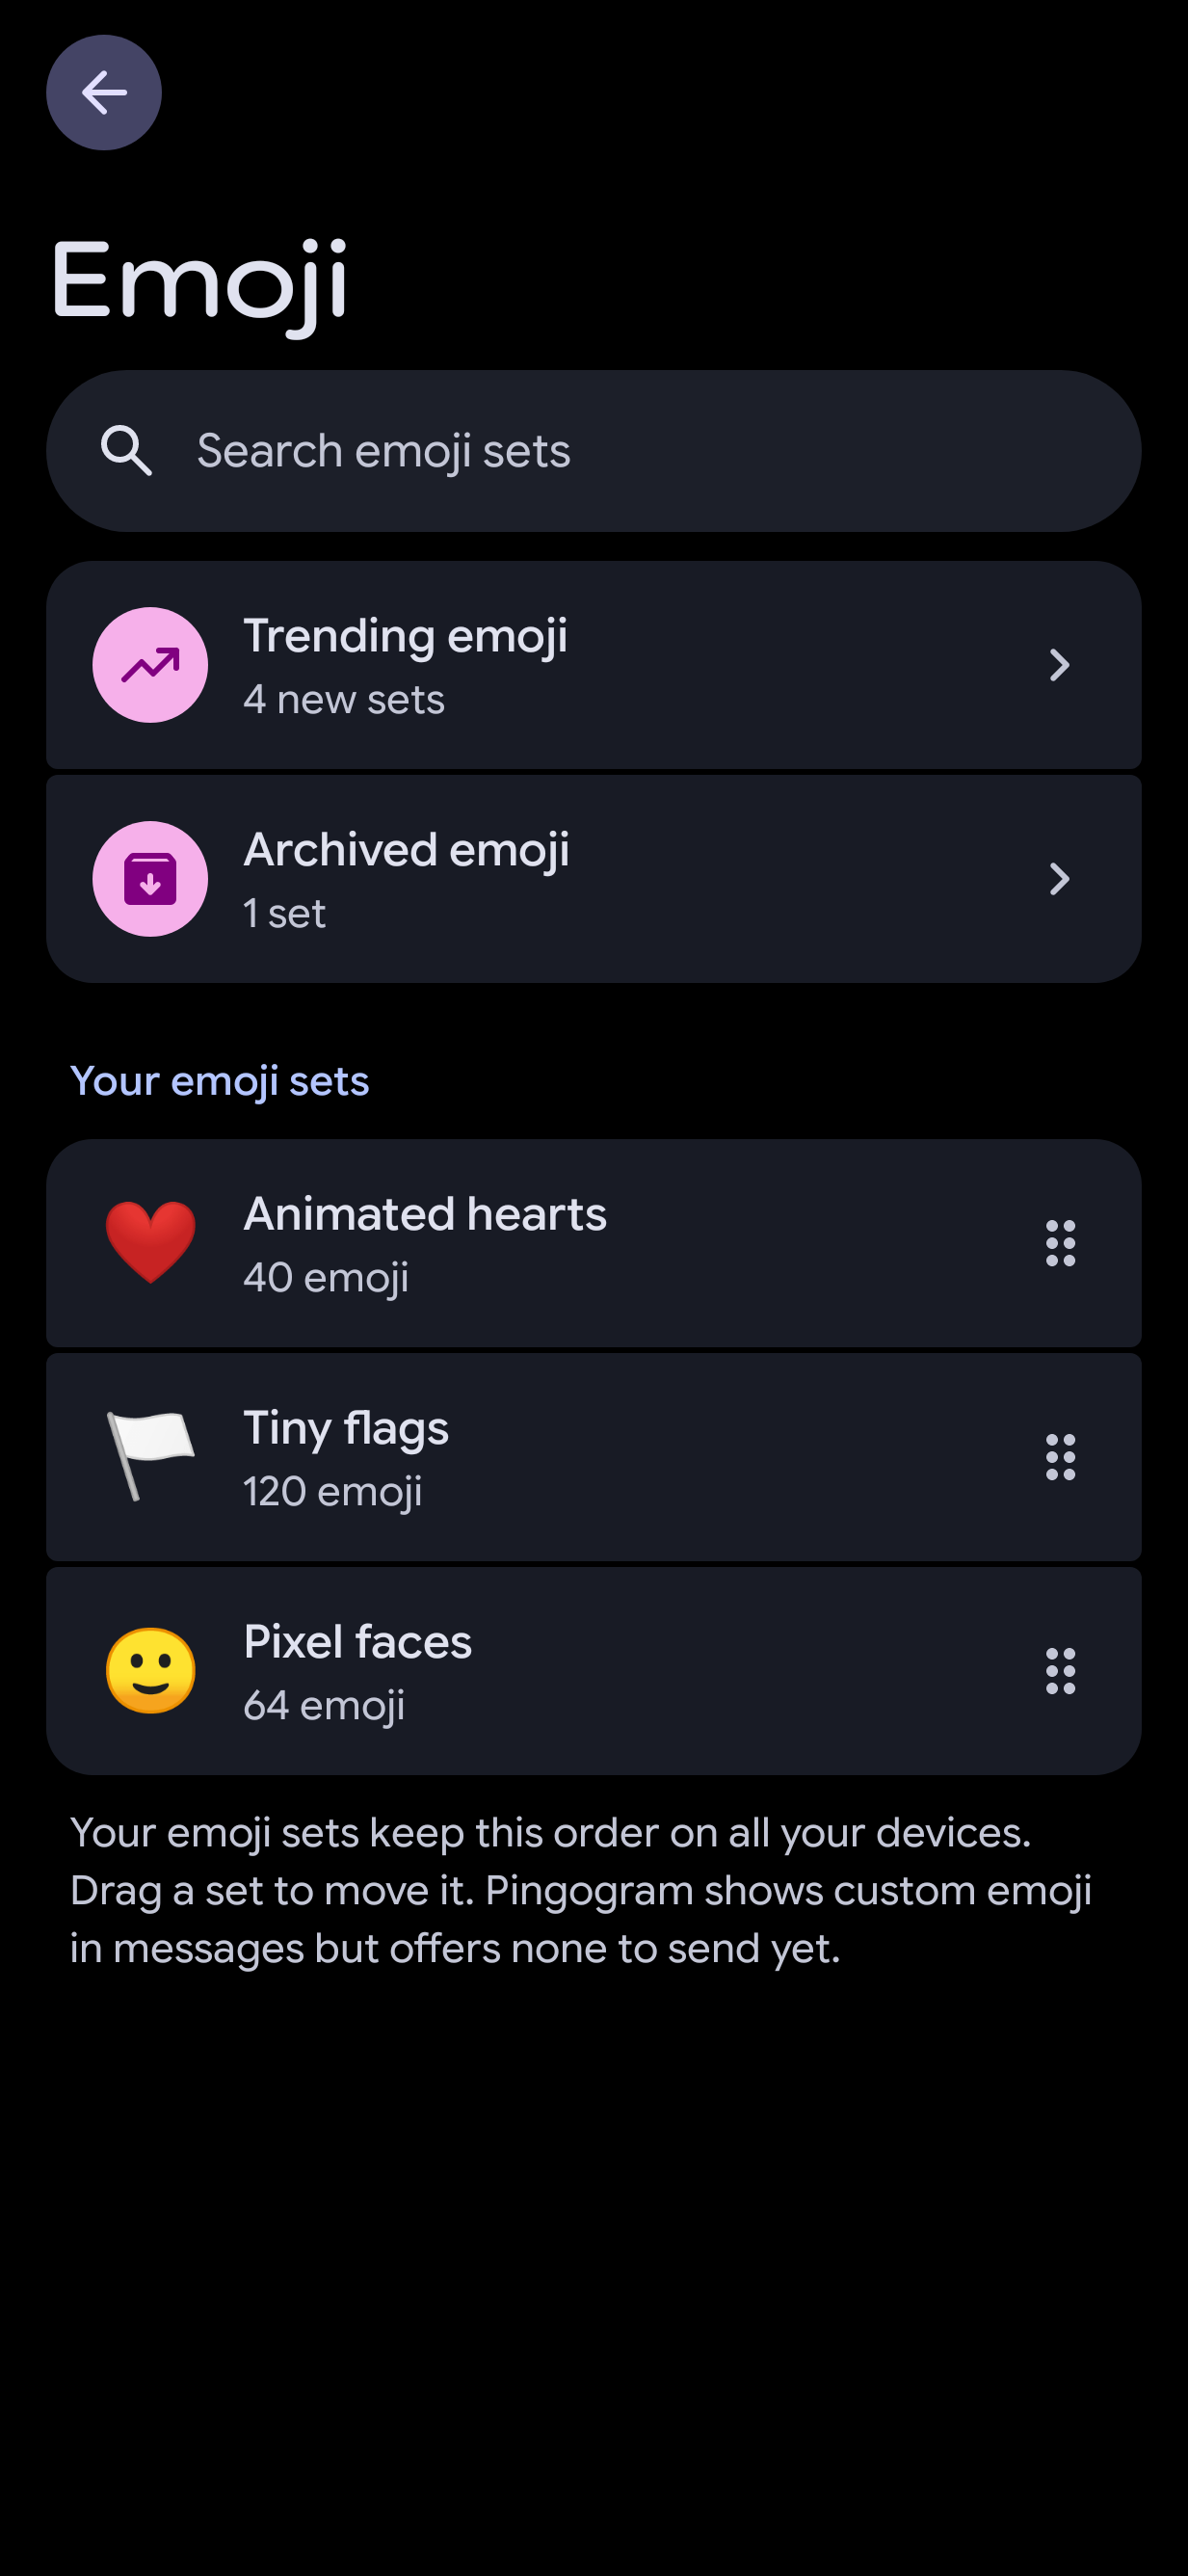 Emoji
Search emoji sets
Trending emoji
4 new sets
Archived emoji
1 set
Your emoji sets
Animated hearts
40 emoji
Tiny flags
120 emoji
Pixel faces
64 emoji
Your emoji sets keep this order on all your devices.
Drag a set to move it. Pingogram shows custom emoji
in messages but offers none to send yet.